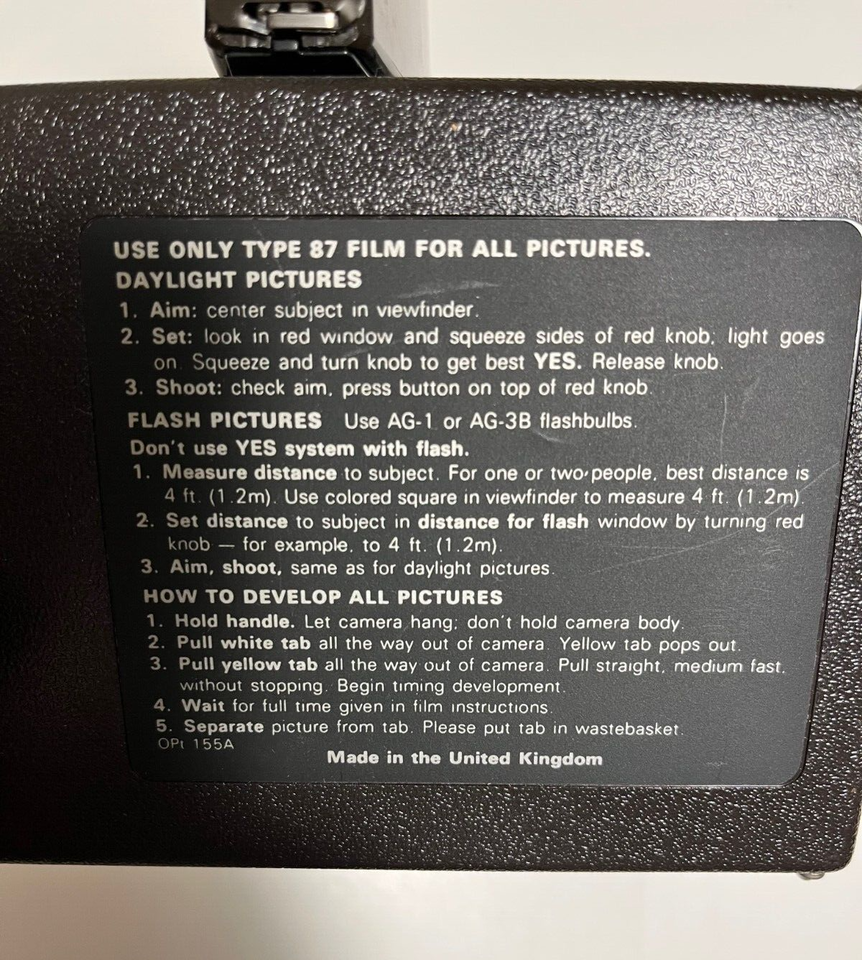 USE ONLY TYPE 87 FILM FOR ALL PICTURES.
DAYLIGHT PICTURES
1. Aim: center subject in viewfinder.
2. Set: look in red window and squeeze sides of red knob; light goes
on. Squeeze and turn knob to get best YES. Release knob.
3. Shoot: check aim, press button on top of red knob.
FLASH PICTURES Use AG-1 or AG-3B flashbulbs.
Don't use YES system with flash.
1. Measure distance to subject. For one or two people, best distance is
4 ft. (1.2m). Use colored square in viewfinder to measure 4 ft. (1.2m).
2. Set distance to subject in distance for flash window by turning red
knob — for example, to 4 ft. (1.2m).
3. Aim, shoot, same as for daylight pictures.
HOW TO DEVELOP ALL PICTURES
1. Hold handle. Let camera hang; don't hold camera body.
2. Pull white tab all the way out of camera. Yellow tab pops out.
3. Pull yellow tab all the way out of camera. Pull straight, medium fast,
without stopping. Begin timing development.
4. Wait for full time given in film instructions.
5. Separate picture from tab. Please put tab in wastebasket.
OPt 155A
Made in the United Kingdom